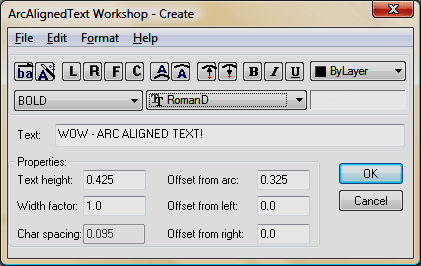 ArcAlignedText Workshop - Create
File Edit Format Help
ba A L R F C A A B I U ByLayer
BOLD RomanD
Text: WOW - ARC ALIGNED TEXT!
Properties:
Text height: 0.425 Offset from arc: 0.325 OK
Width factor: 1.0 Offset from left: 0.0 Cancel
Char spacing: 0.095 Offset from right: 0.0